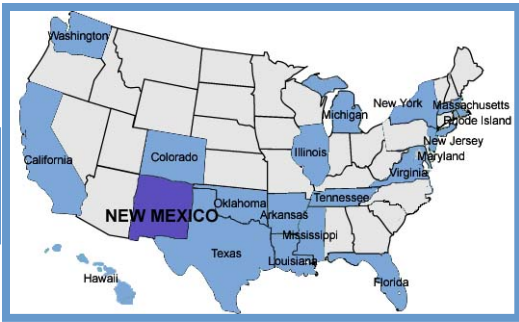 Washington
Michigan
New York
Massachusetts
Rhode Island
New Jersey
Maryland
Illinois
Colorado
California
Virginia
Tennessee
Oklahoma
Arkansas
NEW MEXICO
Mississippi
Texas
Louisiana
Hawaii
Florida